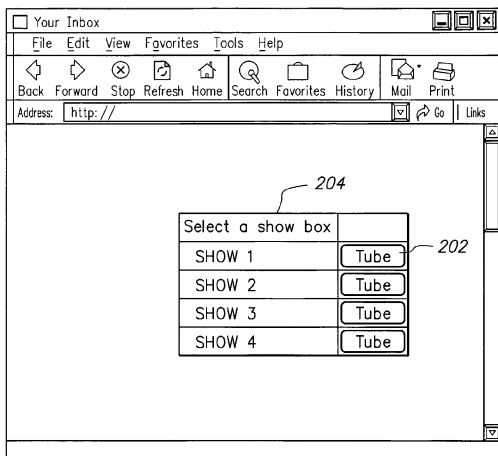 Your Inbox
File Edit View Favorites Tools Help
Back Forward Stop Refresh Home Search Favorites History Mail Print
Address: http:// Go Links
204
Select a show box
202
SHOW 1 Tube
SHOW 2 Tube
SHOW 3 Tube
SHOW 4 Tube